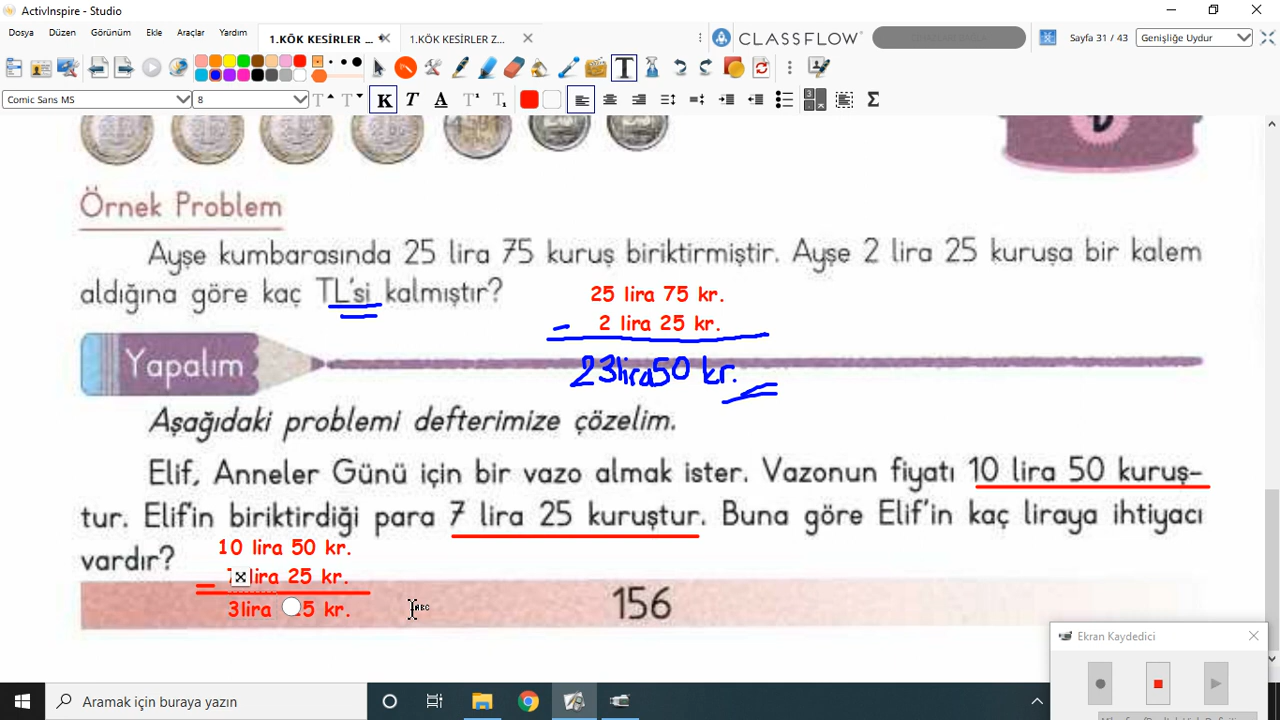 ActivInspire - Studio
Dosya Düzen Görünüm Ekle Araçlar Yardım
1.KÖK KESİRLER ...
1.KÖK KESİRLER Z...
CLASSFLOW
Sayfa 31 / 43
Genişliğe Uydur
Comic Sans MS
8
K T A
Örnek Problem
Ayşe kumbarasında 25 lira 75 kuruş biriktirmiştir. Ayşe 2 lira 25 kuruşa bir kalem
aldığına göre kaç TL'si kalmıştır?
25 lira 75 kr.
2 lira 25 kr.
23lira50 kr.
Yapalım
Aşağıdaki problemi defterimize çözelim.
Elif, Anneler Günü için bir vazo almak ister. Vazonun fiyatı 10 lira 50 kuruş-
tur. Elif'in biriktirdiği para 7 lira 25 kuruştur. Buna göre Elif'in kaç liraya ihtiyacı
vardır?
10 lira 50 kr.
lira 25 kr.
3lira 5 kr.
156
Ekran Kaydedici
Aramak için buraya yazın